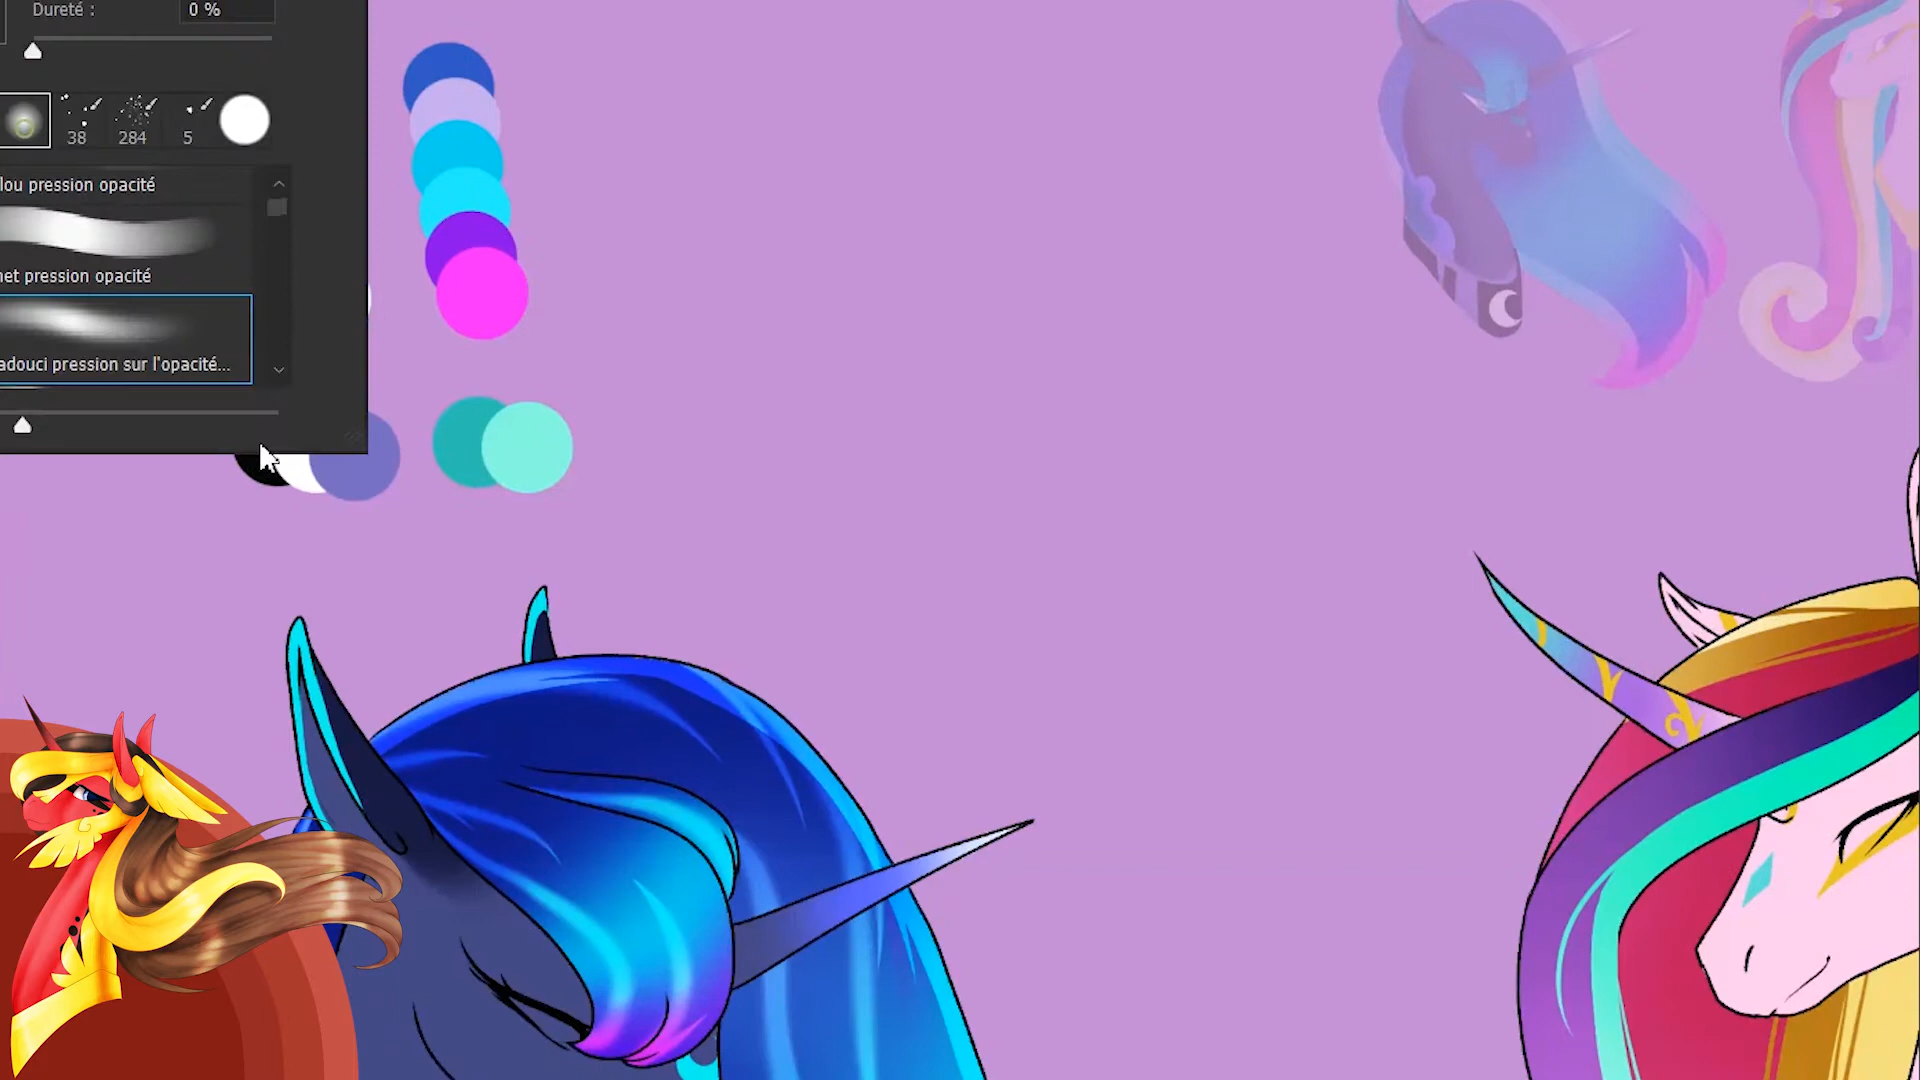 Dureté : 0 %
38 284 5
lou pression opacité
net pression opacité
adouci pression sur l'opacité...